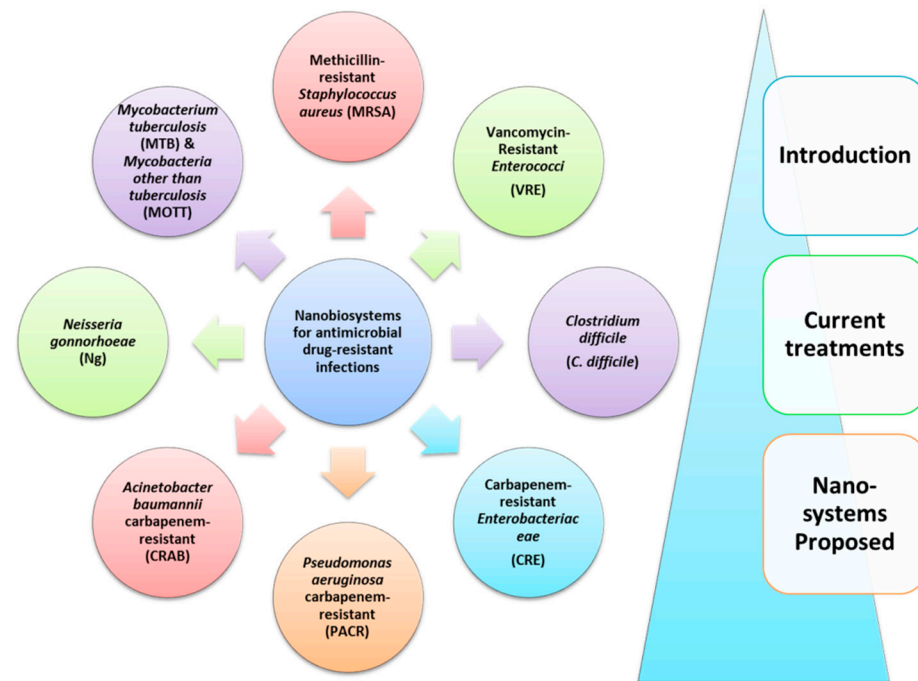 Methicillin-
resistant
Staphylococcus
aureus (MRSA)
Vancomycin-
Resistant
Enterococci
(VRE)
Clostridium
difficile
(C. difficile)
Carbapenem-
resistant
Enterobacteriac
eae
(CRE)
Pseudomonas
aeruginosa
carbapenem-
resistant
(PACR)
Acinetobacter
baumannii
carbapenem-
resistant
(CRAB)
Neisseria
gonnorhoeae
(Ng)
Mycobacterium
tuberculosis
(MTB) &
Mycobacteria
other than
tuberculosis
(MOTT)
Nanobiosystems
for antimicrobial
drug-resistant
infections
Introduction
Current
treatments
Nano-
systems
Proposed